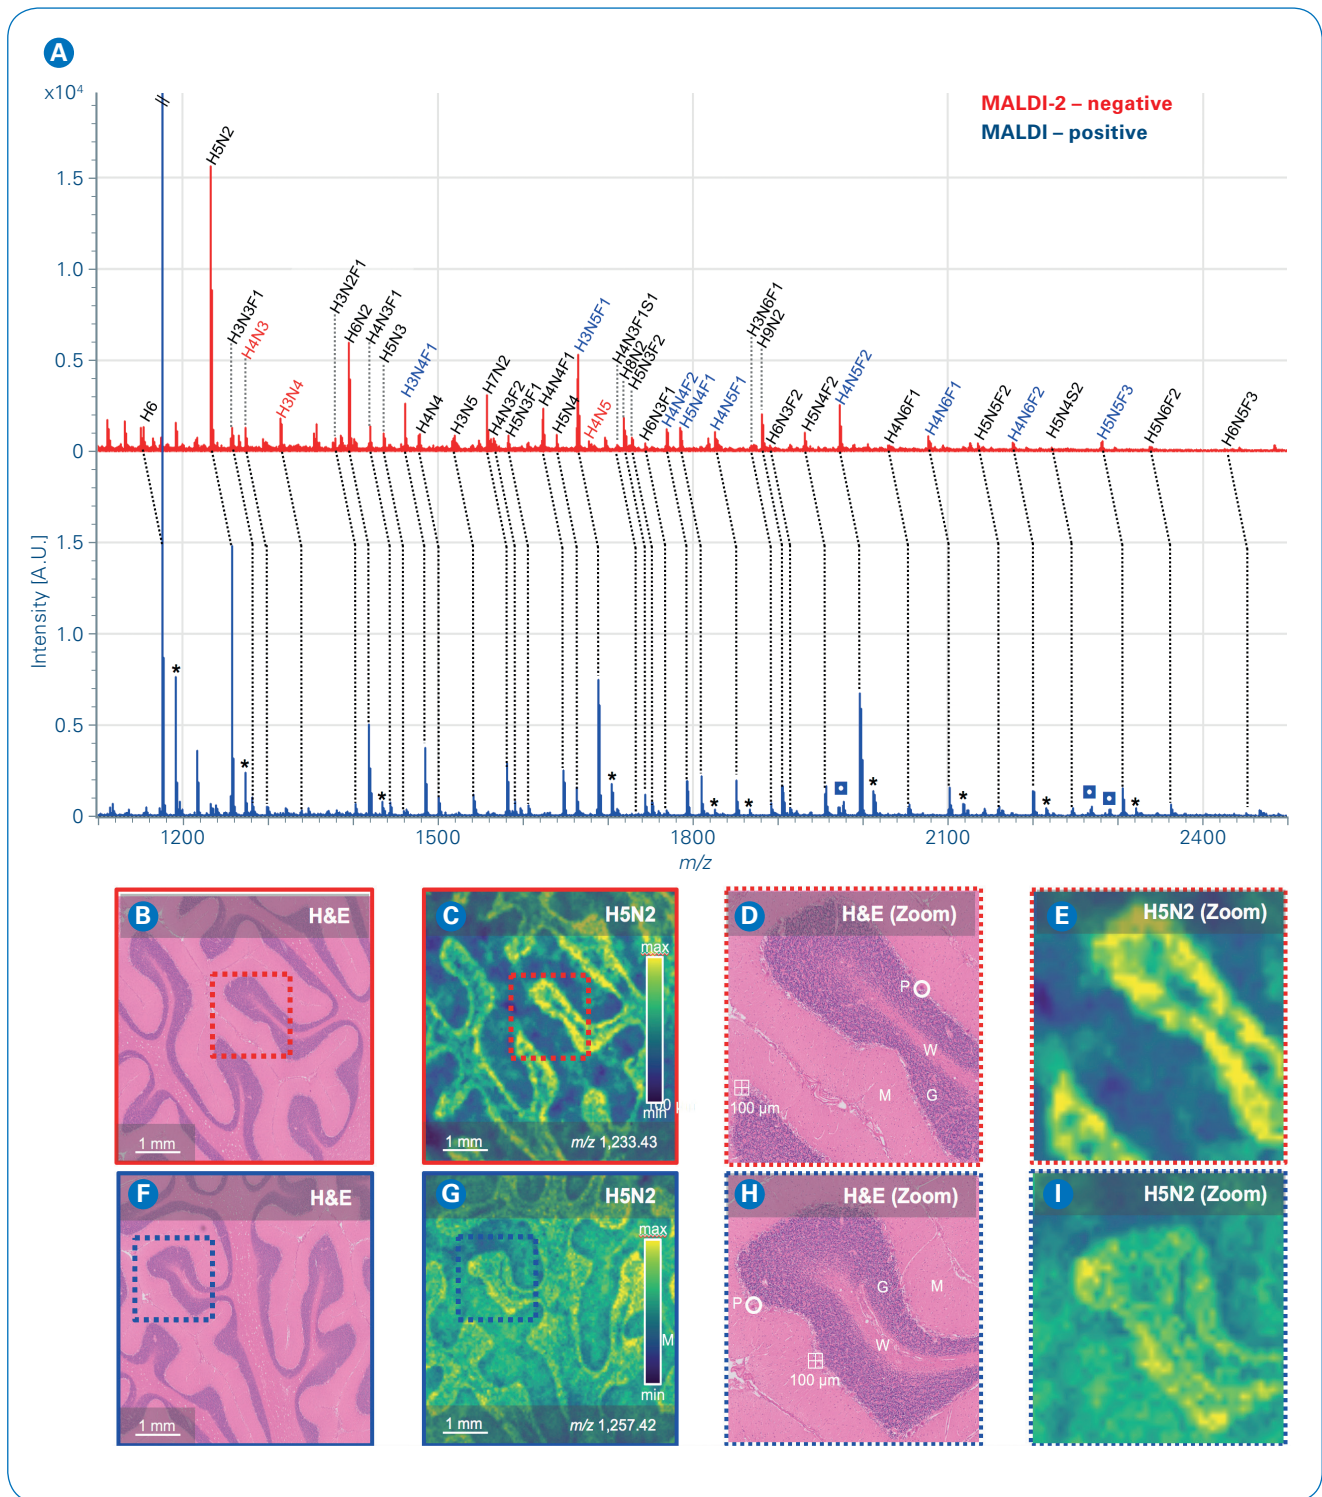 A
x10⁴
MALDI-2 – negative
MALDI – positive
H5N2
1.5
1.0
0.5
0
H6
H3N3F1
H4N3
H3N4
H3N2F1
H6N2
H4N3F1
H5N3
H3N4F1
H4N4
H3N5
H7N2
H4N3F2
H5N3F1
H4N4F1
H5N4
H3N5F1
H4N5
H4N3F1S1
H8N2
H5N3F2
H6N3F1
H4N4F2
H5N4F1
H4N5F1
H3N6F1
H9N2
H6N3F2
H5N4F2
H4N5F2
H4N6F1
H4N6F1
H5N5F2
H4N6F2
H5N4S2
H5N5F3
H5N6F2
H6N5F3
Intensity [A.U.]
1.5
1.0
0.5
0
* * * * * * * * * *
1200 1500 1800 2100 2400
m/z
B H&E
1 mm
C H5N2
max
min
100 µm
1 mm m/z 1,233.43
D H&E (Zoom)
P
W
M G
100 µm
E H5N2 (Zoom)
F H&E
1 mm
G H5N2
max
M
min
1 mm m/z 1,257.42
H H&E (Zoom)
G M
P
W
100 µm
I H5N2 (Zoom)